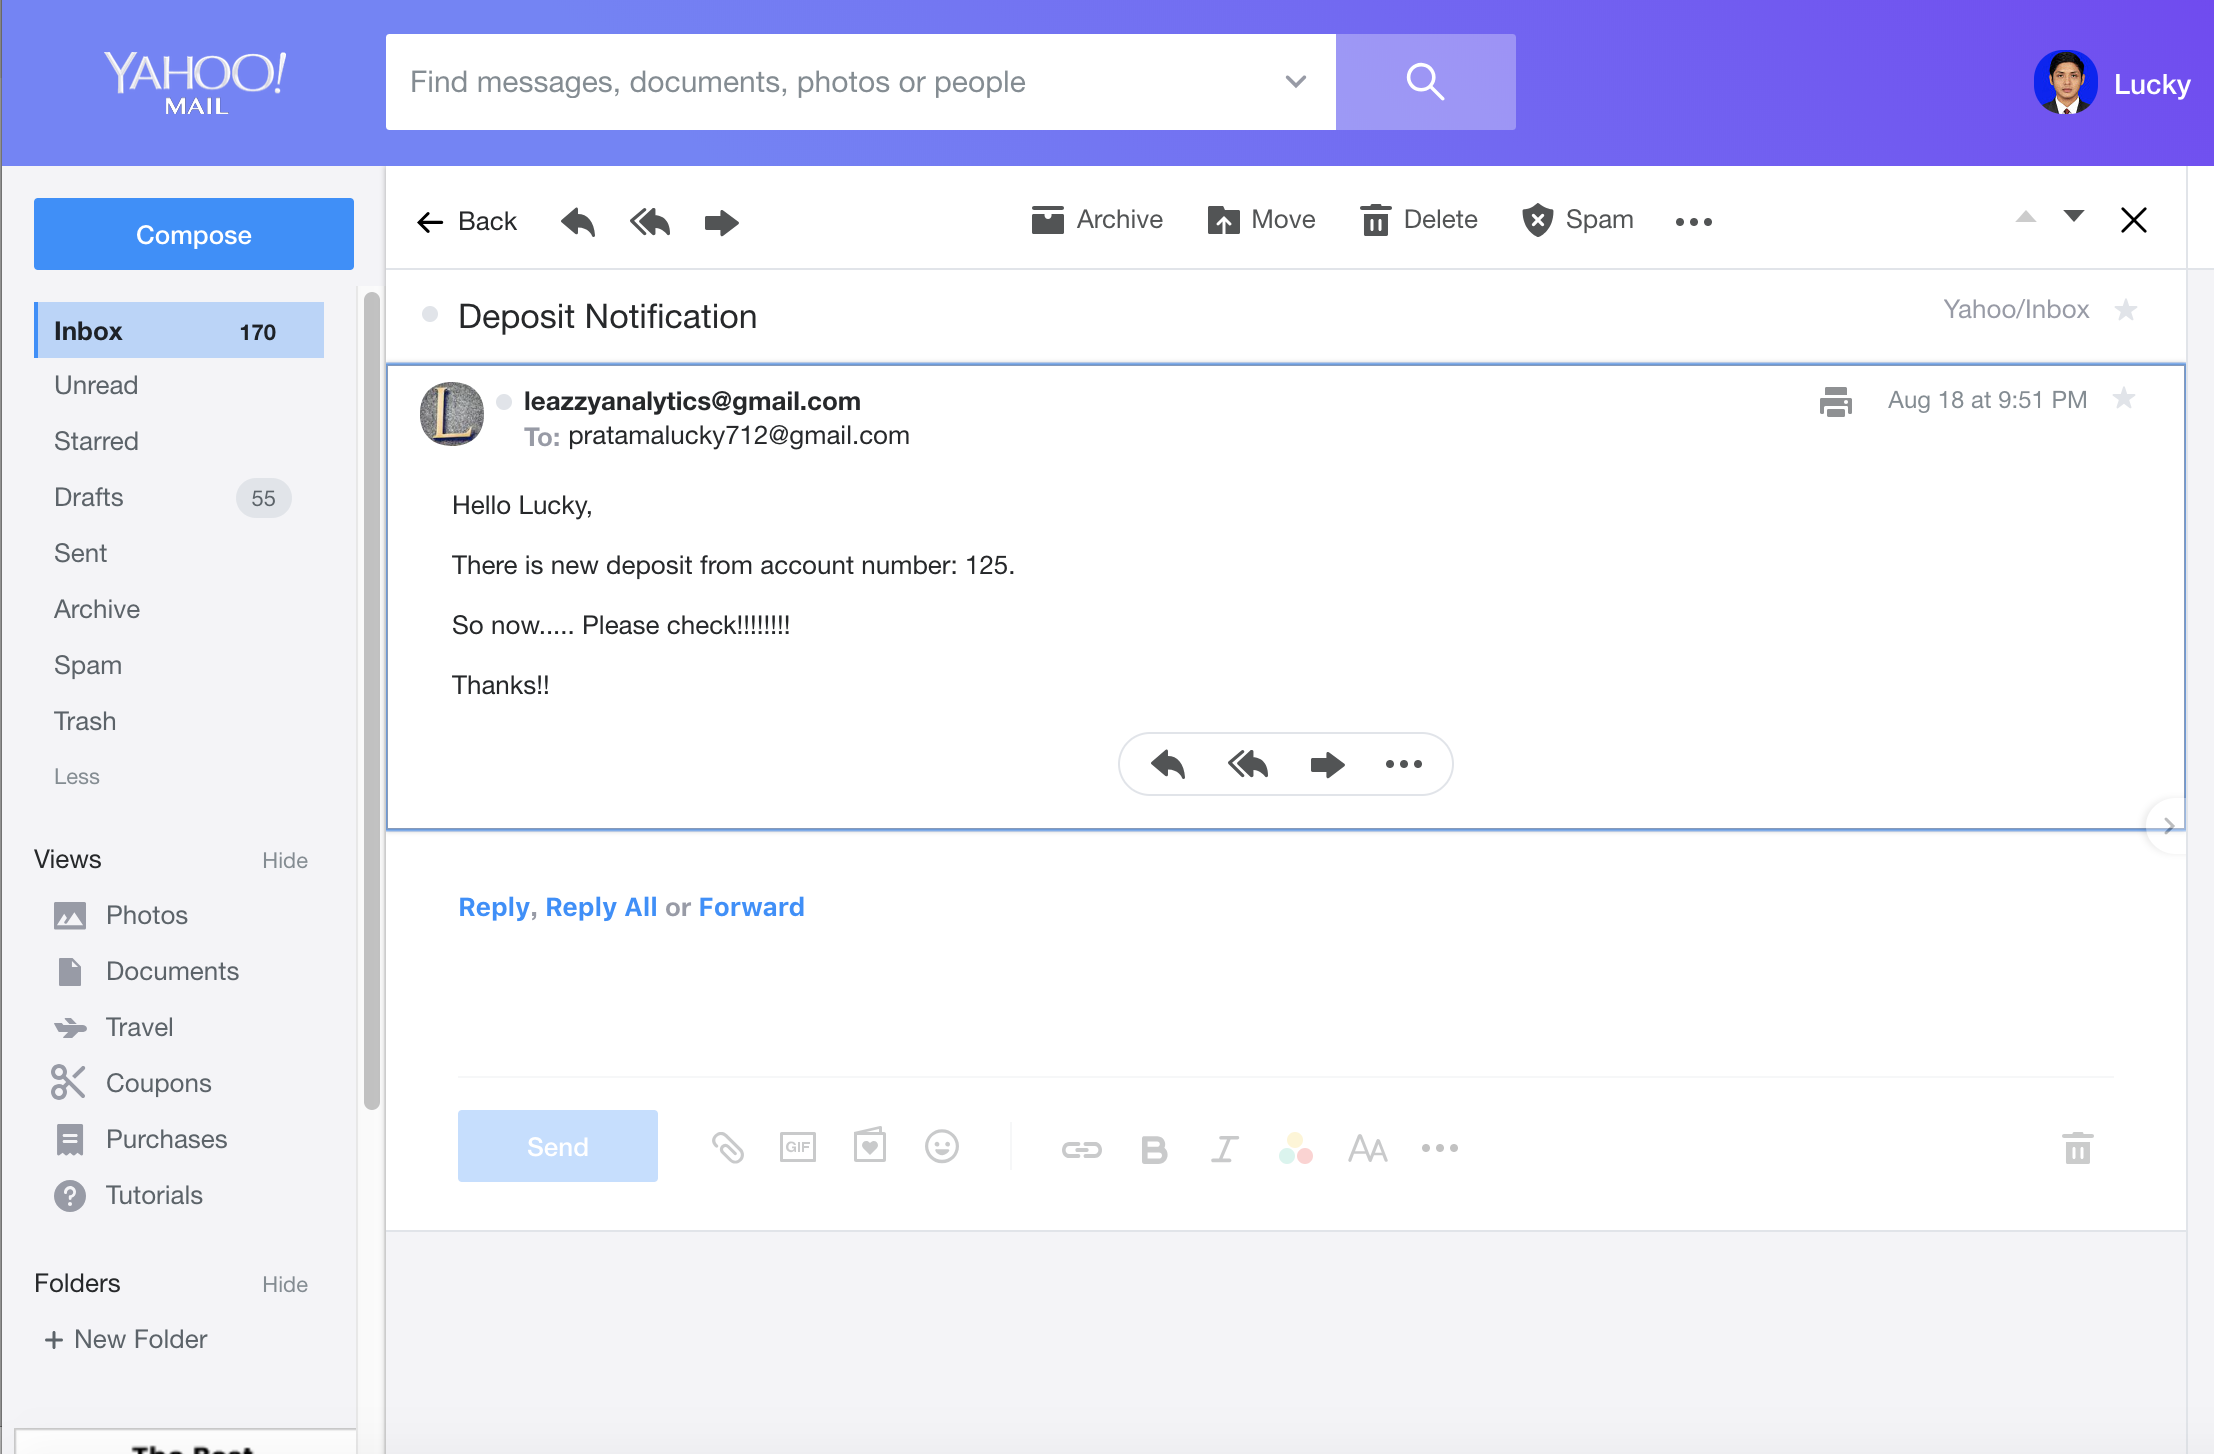 YAHOO!
MAIL
Find messages, documents, photos or people
Lucky
Compose
Back
Archive
Move
Delete
Spam
Inbox 170
Unread
Starred
Drafts 55
Sent
Archive
Spam
Trash
Less
Views Hide
Photos
Documents
Travel
Coupons
Purchases
Tutorials
Folders Hide
+ New Folder
The Best
Deposit Notification
Yahoo/Inbox
L
leazzyanalytics@gmail.com
Aug 18 at 9:51 PM
To: pratamalucky712@gmail.com
Hello Lucky,
There is new deposit from account number: 125.
So now..... Please check!!!!!!!!
Thanks!!
Reply, Reply All or Forward
Send
GIF
B I AA